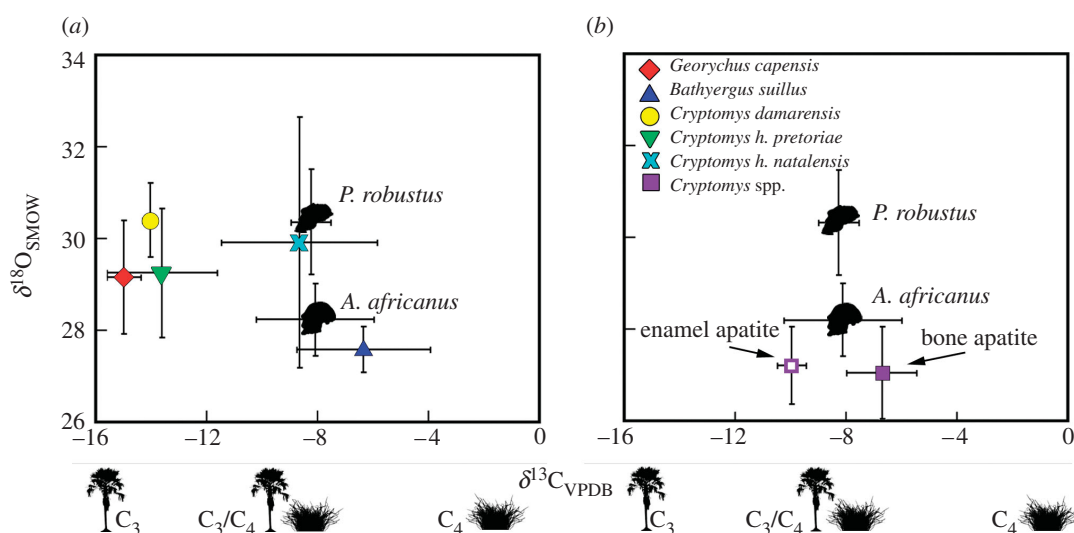 (a)
(b)
34
32
30
28
26
δ¹⁸O_SMOW
P. robustus
A. africanus
−16
−12
−8
−4
0
Georychus capensis
Bathyergus suillus
Cryptomys damarensis
Cryptomys h. pretoriae
Cryptomys h. natalensis
Cryptomys spp.
P. robustus
A. africanus
enamel apatite
bone apatite
−16
−12
−8
−4
0
δ¹³C_VPDB
C₃
C₃/C₄
C₄
C₃
C₃/C₄
C₄